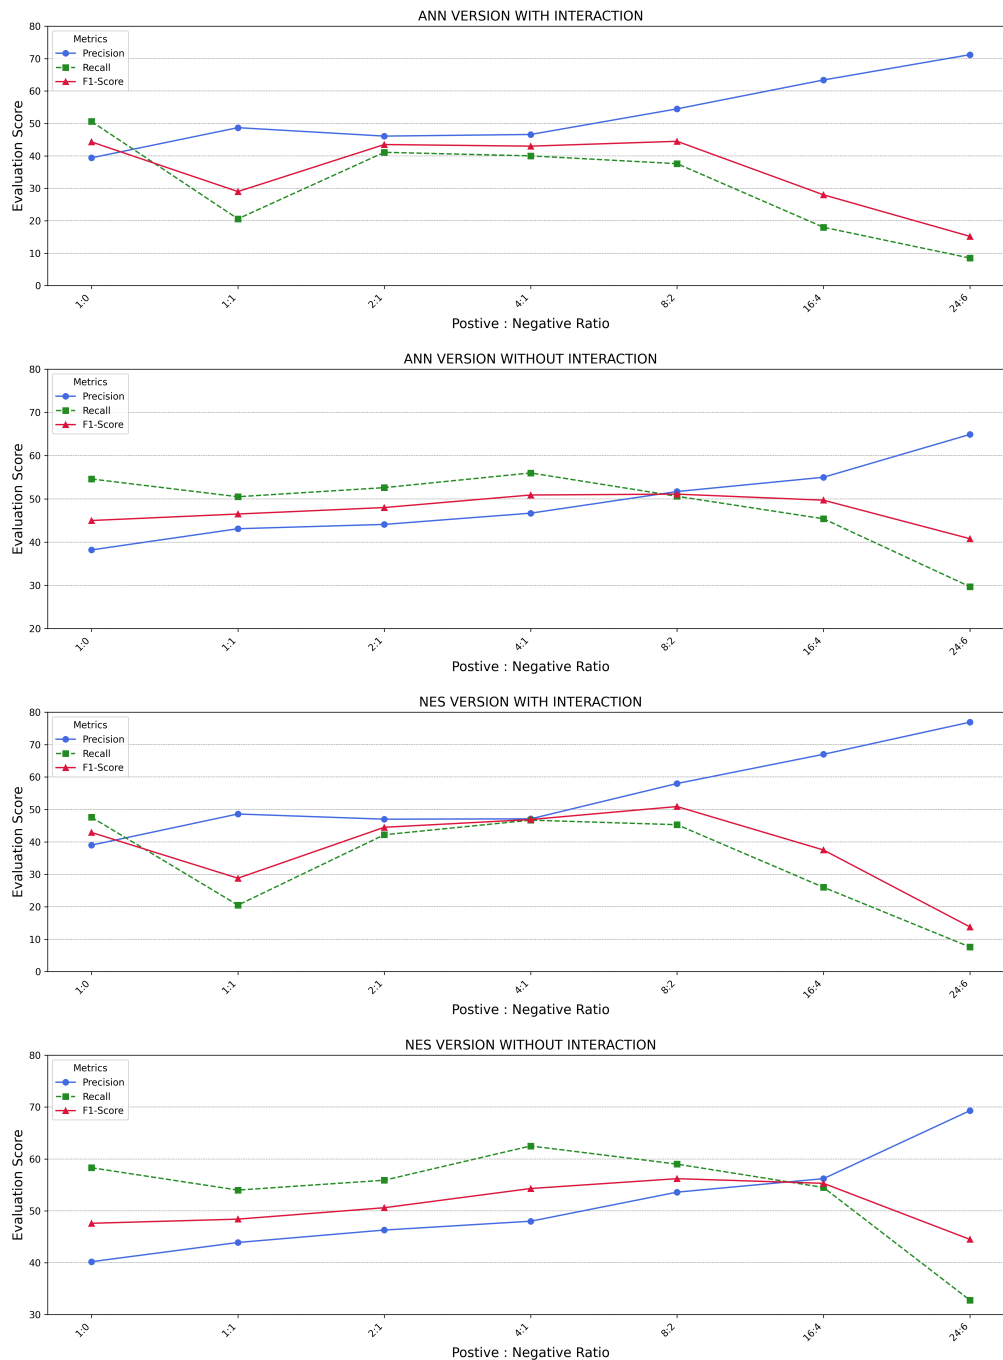 ANN VERSION WITH INTERACTION
Metrics
Precision
Recall
F1-Score
Evaluation Score
80
70
60
50
40
30
20
10
0
1:0 1:1 2:1 4:1 8:2 16:4 24:6
Postive : Negative Ratio
ANN VERSION WITHOUT INTERACTION
Metrics
Precision
Recall
F1-Score
Evaluation Score
80
70
60
50
40
30
20
1:0 1:1 2:1 4:1 8:2 16:4 24:6
Postive : Negative Ratio
NES VERSION WITH INTERACTION
Metrics
Precision
Recall
F1-Score
Evaluation Score
80
70
60
50
40
30
20
10
0
1:0 1:1 2:1 4:1 8:2 16:4 24:6
Postive : Negative Ratio
NES VERSION WITHOUT INTERACTION
Metrics
Precision
Recall
F1-Score
Evaluation Score
80
70
60
50
40
30
1:0 1:1 2:1 4:1 8:2 16:4 24:6
Postive : Negative Ratio